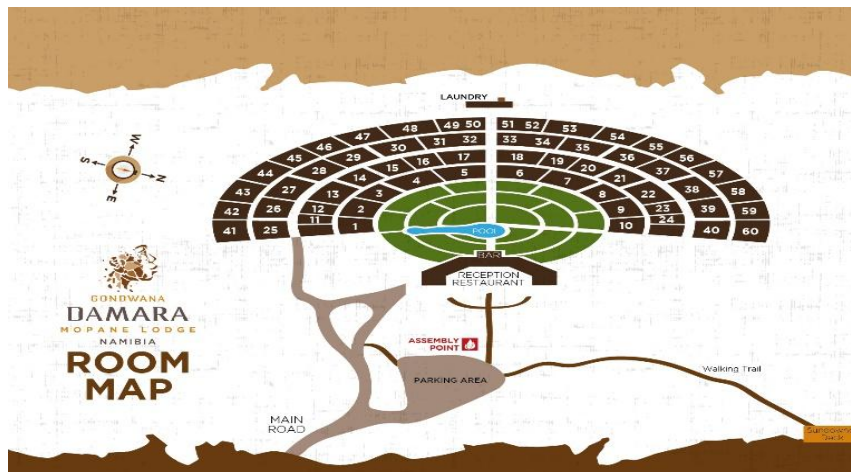 LAUNDRY
49 50 51 52
48 53
47 54
46 31 32 33 34 55
45 30 35 56
44 29 16 17 18 19 36 57
43 28 15 20 37 58
42 27 14 4 5 6 7 21 38 59
41 26 13 3 8 22 39 60
25 12 2 9 23 40
11 1 10 24
W
S
N
E
POOL
BAR
RECEPTION
RESTAURANT
GONDWANA
DAMARA
MOPANE LODGE
NAMIBIA
ROOM
MAP
ASSEMBLY
POINT
PARKING AREA
Walking Trail
MAIN
ROAD
Sundown
Deck